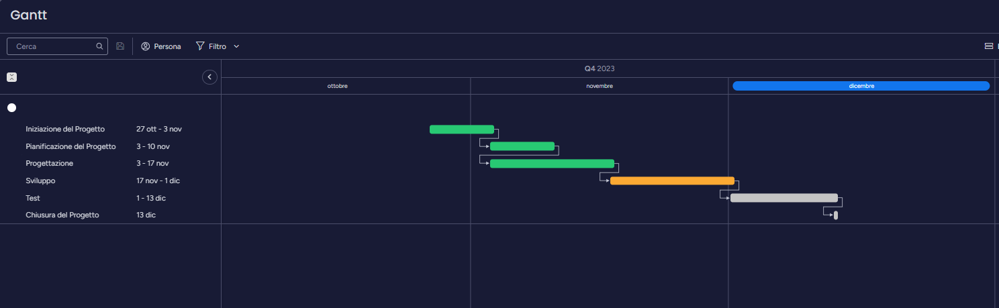 Gantt
Cerca
Persona
Filtro
Q4 2023
ottobre
novembre
dicembre
Iniziazione del Progetto 27 ott - 3 nov
Pianificazione del Progetto 3 - 10 nov
Progettazione 3 - 17 nov
Sviluppo 17 nov - 1 dic
Test 1 - 13 dic
Chiusura del Progetto 13 dic